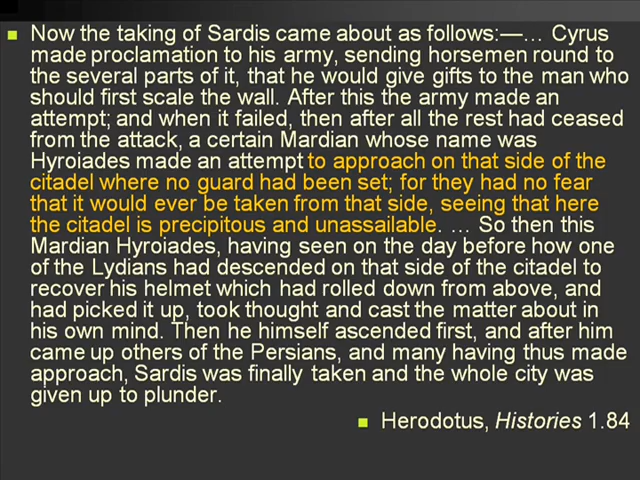 Now the taking of Sardis came about as follows:—… Cyrus
made proclamation to his army, sending horsemen round to
the several parts of it, that he would give gifts to the man who
should first scale the wall. After this the army made an
attempt; and when it failed, then after all the rest had ceased
from the attack, a certain Mardian whose name was
Hyroiades made an attempt to approach on that side of the
citadel where no guard had been set; for they had no fear
that it would ever be taken from that side, seeing that here
the citadel is precipitous and unassailable. … So then this
Mardian Hyroiades, having seen on the day before how one
of the Lydians had descended on that side of the citadel to
recover his helmet which had rolled down from above, and
had picked it up, took thought and cast the matter about in
his own mind. Then he himself ascended first, and after him
came up others of the Persians, and many having thus made
approach, Sardis was finally taken and the whole city was
given up to plunder.
Herodotus, Histories 1.84